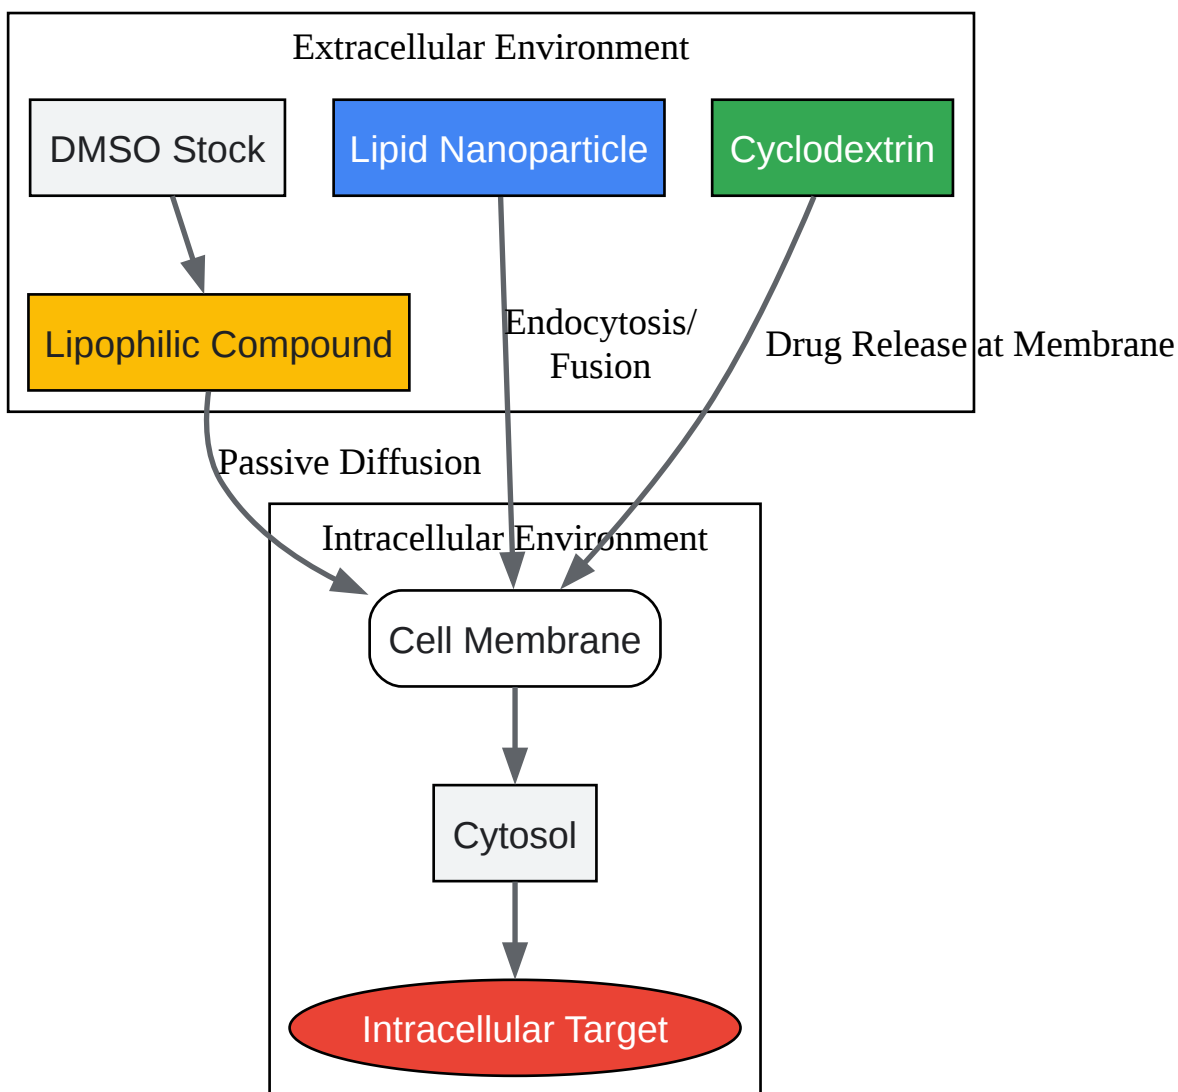 Extracellular Environment
DMSO Stock
Lipid Nanoparticle
Cyclodextrin
Lipophilic Compound
Endocytosis/
Fusion
Drug Release at Membrane
Passive Diffusion
Intracellular Environment
Cell Membrane
Cytosol
Intracellular Target